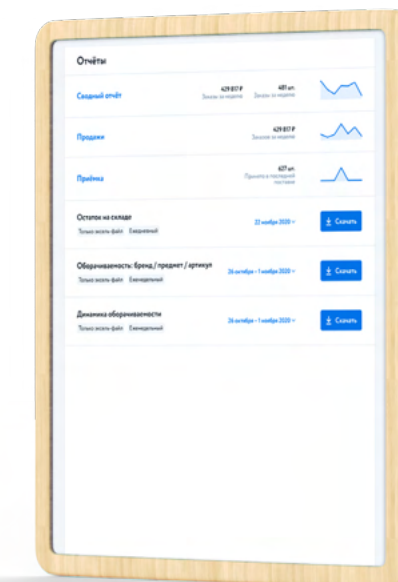 Отчёты
Сводный отчёт
429 817 ₽
Заказы за неделю
481 шт.
Заказы за неделю
Продажи
429 817 ₽
Заказов за неделю
Приёмка
627 шт.
Принято в последней
поставке
Остаток на складе
Только эксель файл Ежедневный
22 ноября 2020
Скачать
Оборачиваемость: бренд / предмет / артикул
Только эксель файл Еженедельный
26 октября – 1 ноября 2020
Скачать
Динамика оборачиваемости
Только эксель файл Еженедельный
26 октября – 1 ноября 2020
Скачать